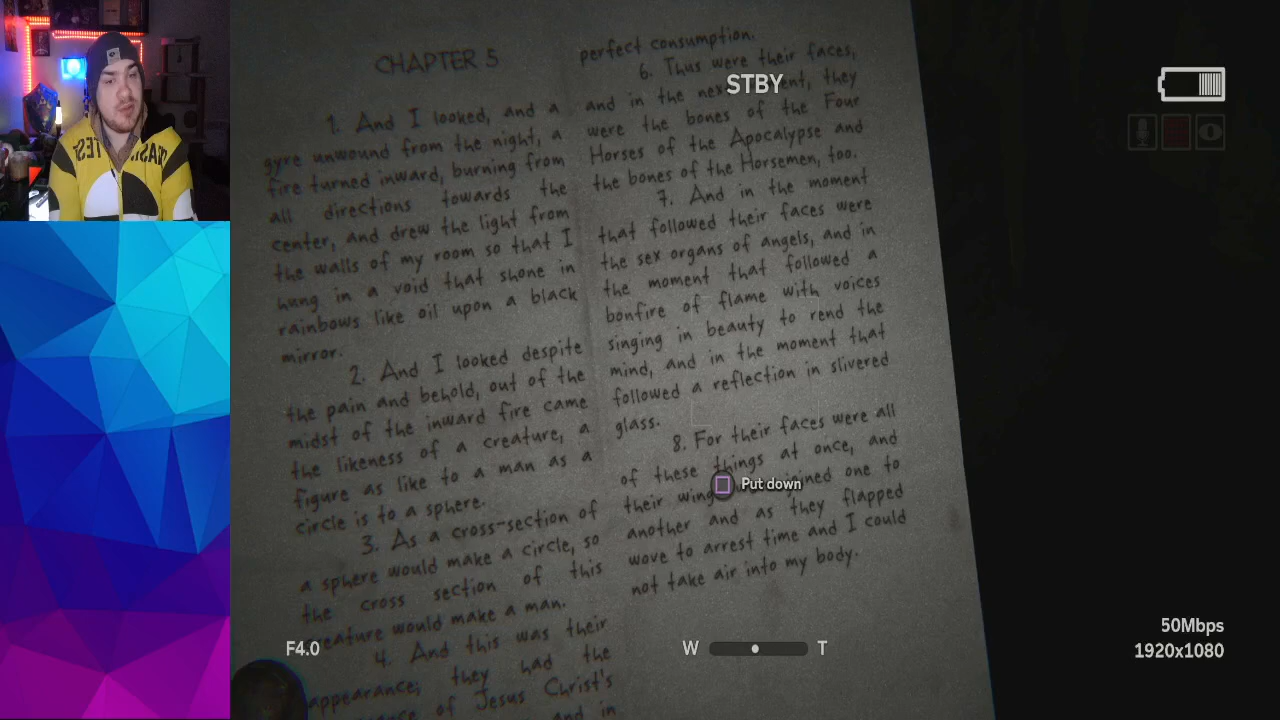 CHAPTER 5
1. And I looked, and a
gyre unwound from the night, a
fire turned inward, burning from
all directions towards the
center, and drew the light from
the walls of my room so that I
hung in a void that shone in
rainbows like oil upon a black
mirror.
2. And I looked despite
the pain and behold, out of the
midst of the inward fire came
the likeness of a creature, a
figure as like to a man as a
circle is to a sphere.
3. As a cross-section of
a sphere would make a circle, so
the cross section of this
creature would make a man.
4. And this was their
appearance; they had the
of Jesus Christ's
and in
perfect consumption.
6. Thus were their faces,
and in the they
were the bones of the Four
Horses of the Apocalypse and
the bones of the Horsemen, too.
7. And in the moment
that followed their faces were
the sex organs of angels, and in
the moment that followed a
bonfire of flame with voices
singing in beauty to rend the
mind, and in the moment that
followed a reflection in slivered
glass.
8. For their faces were all
of these things at once, and
their joined one to
another and as they flapped
wove to arrest time and I could
not take air into my body.
STBY
Put down
F4.0
W T
50Mbps
1920x1080